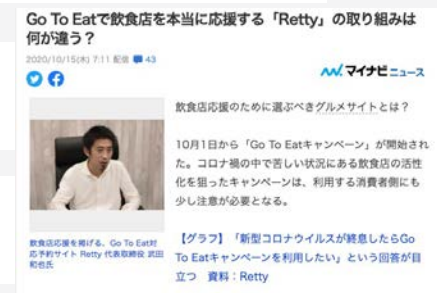 Go To Eatで飲食店を本当に応援する「Retty」の取り組みは
何が違う？
2020/10/15(木) 7:11 配信 43
マイナビニュース
飲食店応援のために選ぶべきグルメサイトとは？
10月1日から「Go To Eatキャンペーン」が開始され
た。コロナ禍の中で苦しい状況にある飲食店の活性
化を狙ったキャンペーンは、利用する消費者側にも
少し注意が必要となる。
飲食店応援を掲げる、Go To Eat対
応予約サイト Retty 代表取締役 武田
和也氏
【グラフ】「新型コロナウイルスが終息したらGo
To Eatキャンペーンを利用したい」という回答が目
立つ　資料：Retty